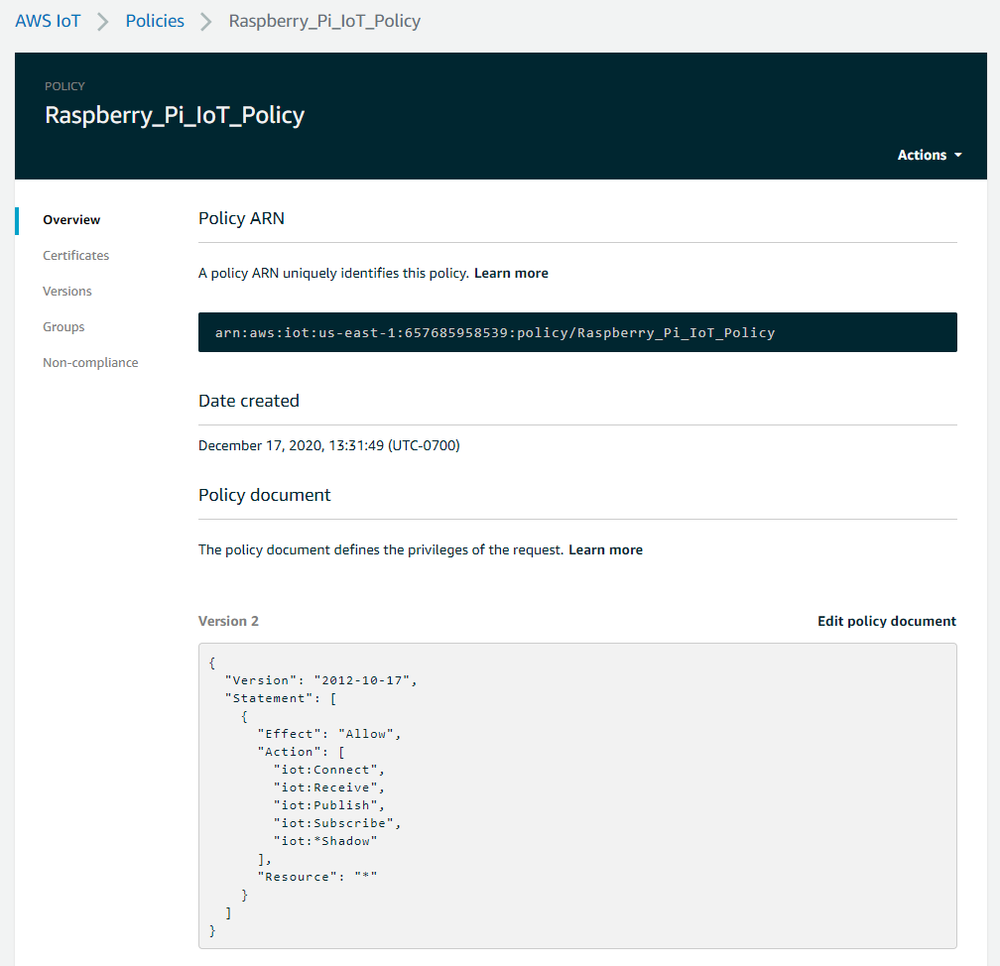 AWS IoT > Policies > Raspberry_Pi_IoT_Policy
POLICY
Raspberry_Pi_IoT_Policy
Actions
Overview
Certificates
Versions
Groups
Non-compliance
Policy ARN
A policy ARN uniquely identifies this policy. Learn more
arn:aws:iot:us-east-1:657685958539:policy/Raspberry_Pi_IoT_Policy
Date created
December 17, 2020, 13:31:49 (UTC-0700)
Policy document
The policy document defines the privileges of the request. Learn more
Version 2
Edit policy document
{
  "Version": "2012-10-17",
  "Statement": [
    {
      "Effect": "Allow",
      "Action": [
        "iot:Connect",
        "iot:Receive",
        "iot:Publish",
        "iot:Subscribe",
        "iot:*Shadow"
      ],
      "Resource": "*"
    }
  ]
}